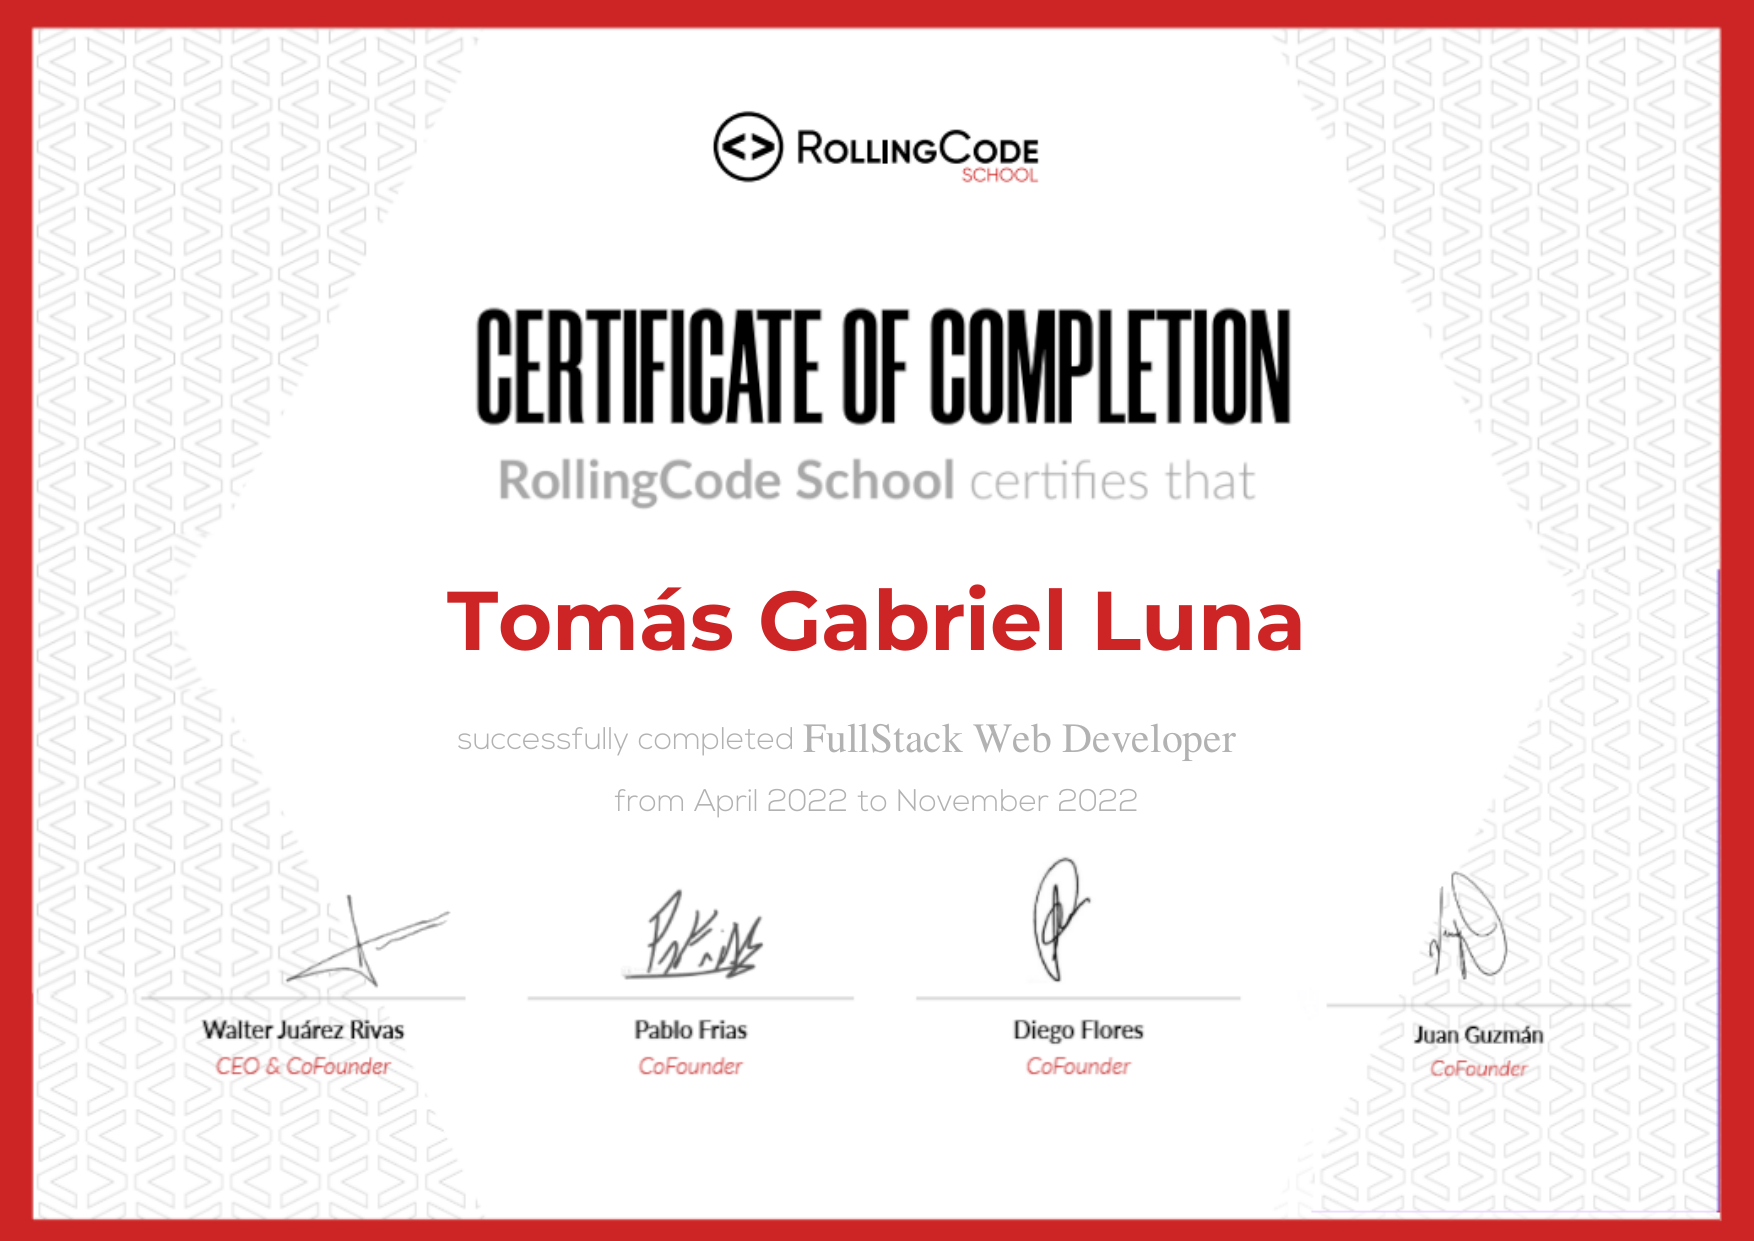 <> ROLLINGCODE
SCHOOL
CERTIFICATE OF COMPLETION
RollingCode School certifies that
Tomás Gabriel Luna
successfully completed FullStack Web Developer
from April 2022 to November 2022
Walter Juárez Rivas
CEO & CoFounder
Pablo Frias
CoFounder
Diego Flores
CoFounder
Juan Guzmán
CoFounder